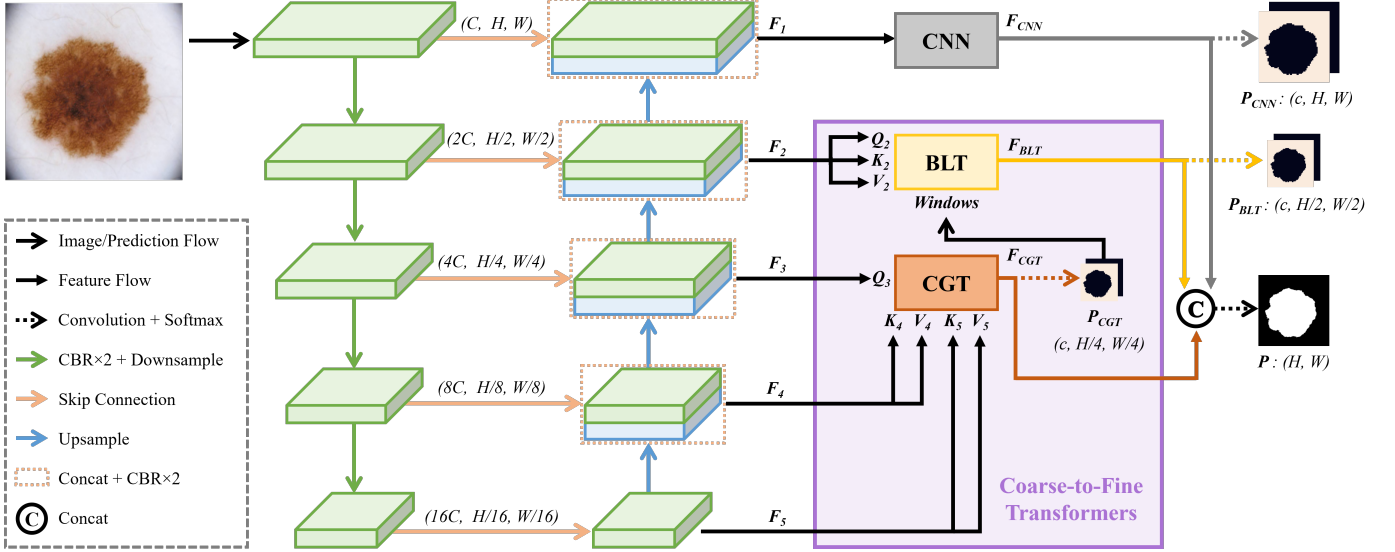 (C, H, W)
F1
CNN
FCNN
PCNN : (c, H, W)
(2C, H/2, W/2)
F2
Q2
K2
V2
BLT
FBLT
Windows
PBLT : (c, H/2, W/2)
Image/Prediction Flow
Feature Flow
Convolution + Softmax
CBR×2 + Downsample
Skip Connection
Upsample
Concat + CBR×2
C Concat
(4C, H/4, W/4)
F3
Q3
CGT
FCGT
K4 V4 K5 V5
PCGT
(c, H/4, W/4)
C
P : (H, W)
(8C, H/8, W/8)
F4
(16C, H/16, W/16)
F5
Coarse-to-Fine
Transformers